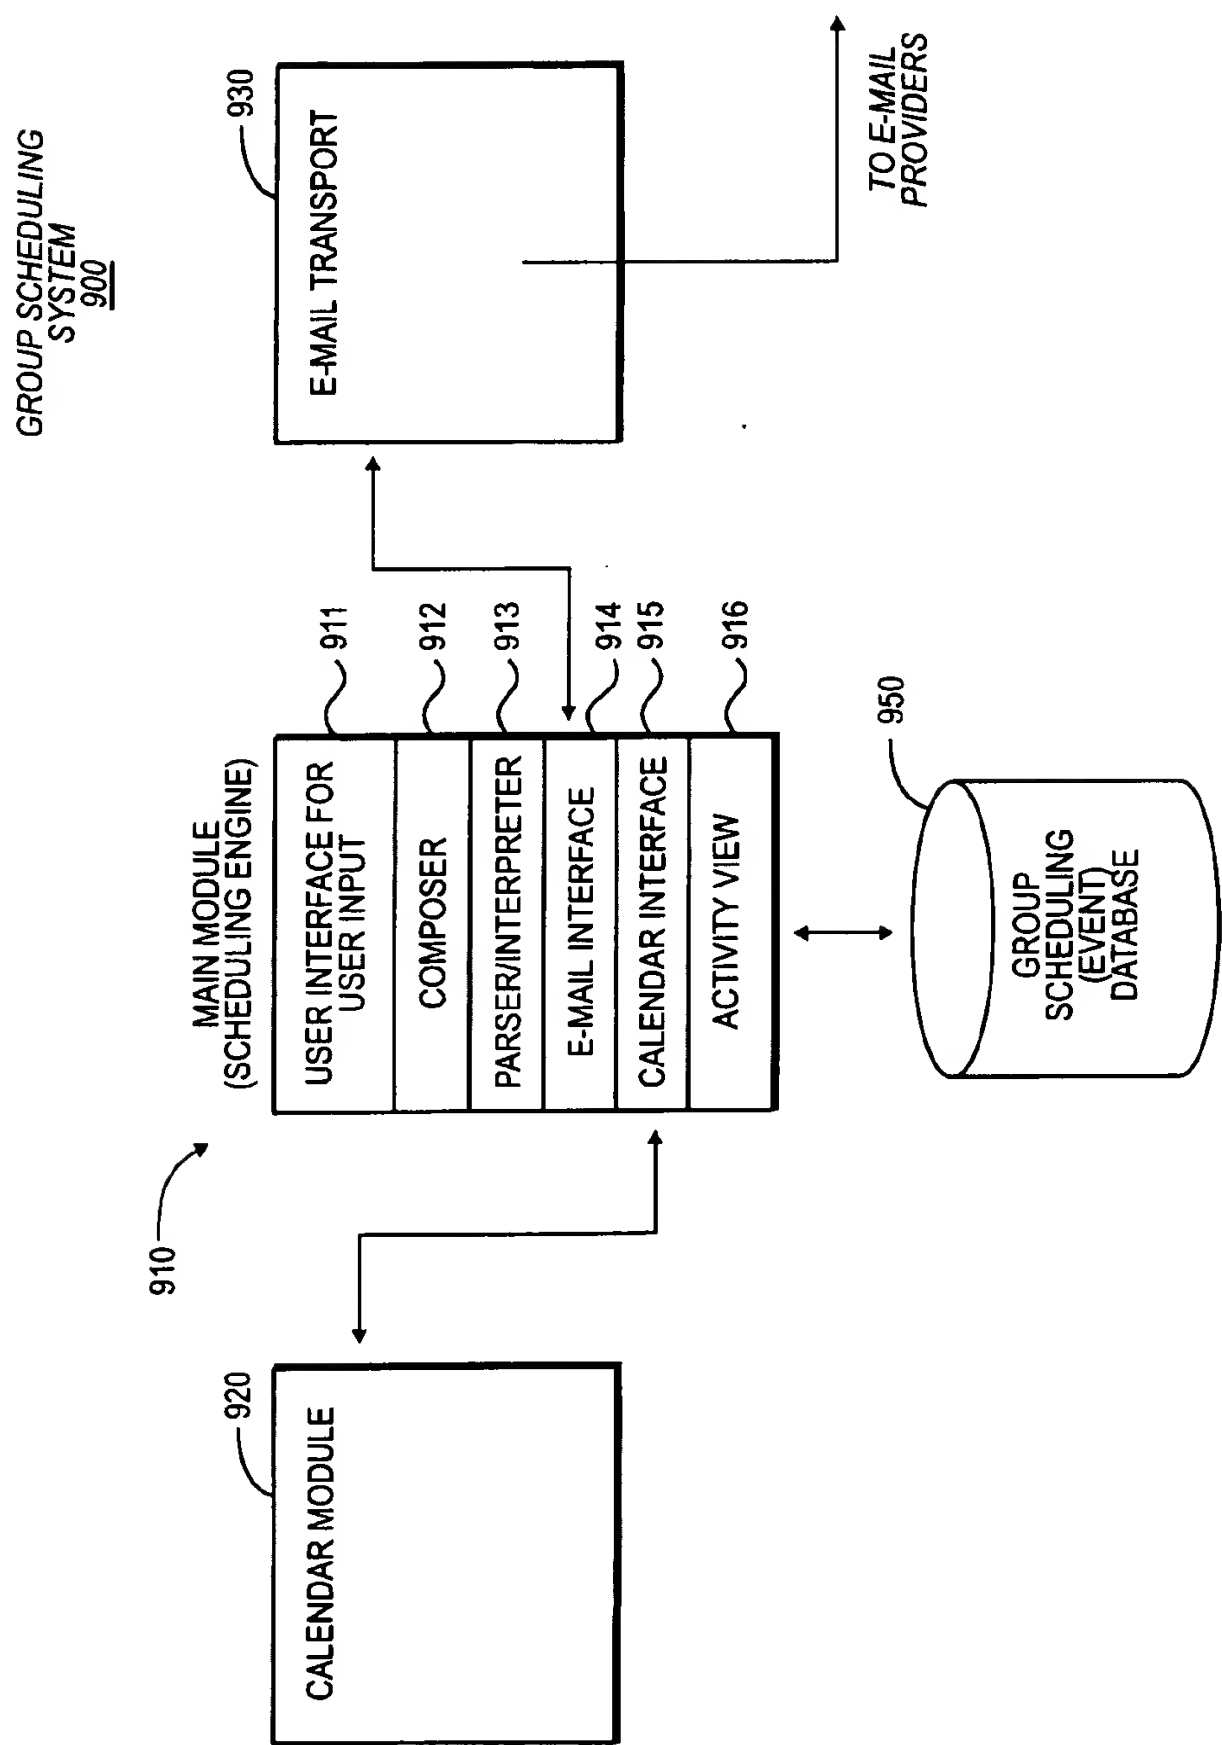 GROUP SCHEDULING
SYSTEM
900
910
MAIN MODULE
(SCHEDULING ENGINE)
920
CALENDAR MODULE
USER INTERFACE FOR
USER INPUT
911
COMPOSER
912
PARSER/INTERPRETER
913
E-MAIL INTERFACE
914
CALENDAR INTERFACE
915
ACTIVITY VIEW
916
930
E-MAIL TRANSPORT
TO E-MAIL
PROVIDERS
950
GROUP
SCHEDULING
(EVENT)
DATABASE